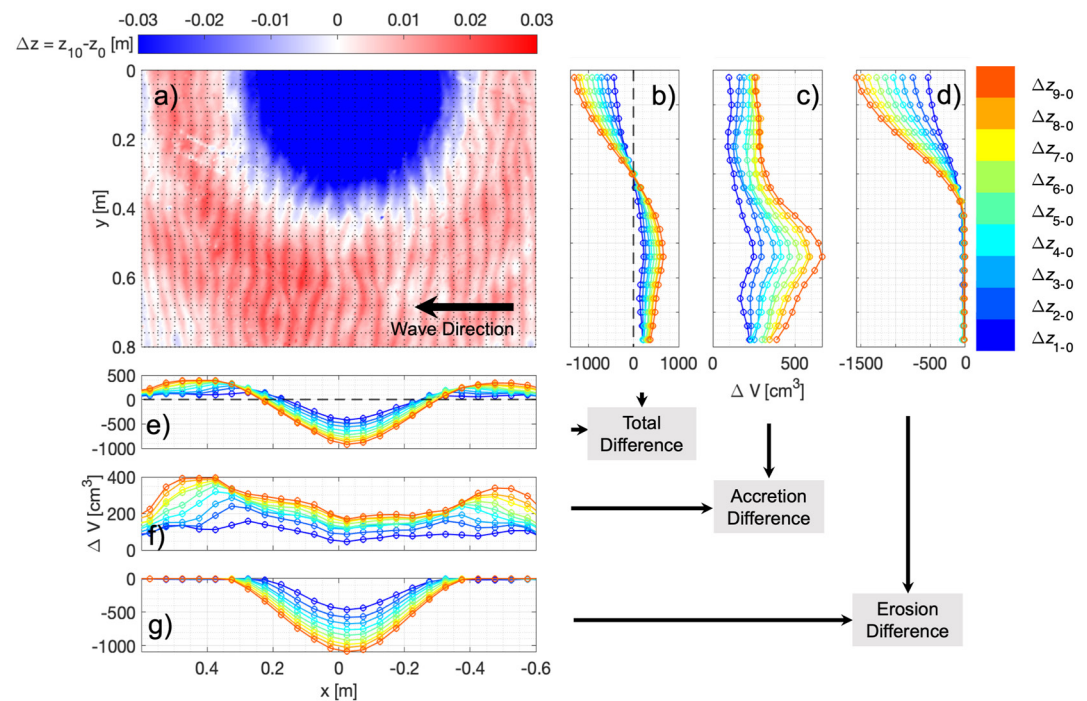 -0.03 -0.01 0 0.01 0.03
Δz = z10-z0 [m]
a)
b)
c)
d)
0
0.2
0.4
0.6
0.8
y [m]
Wave Direction
-1000 0 1000
0 500
-1500 -1000 -500 0
Δ V [cm3]
Δz9-0
Δz8-0
Δz7-0
Δz6-0
Δz5-0
Δz4-0
Δz3-0
Δz2-0
Δz1-0
500
0
-500
-1000
e)
Total
Difference
400
200
0
Δ V [cm3]
f)
Accretion
Difference
0
-500
-1000
g)
Erosion
Difference
0.4 0.2 0 -0.2 -0.4 -0.6
x [m]